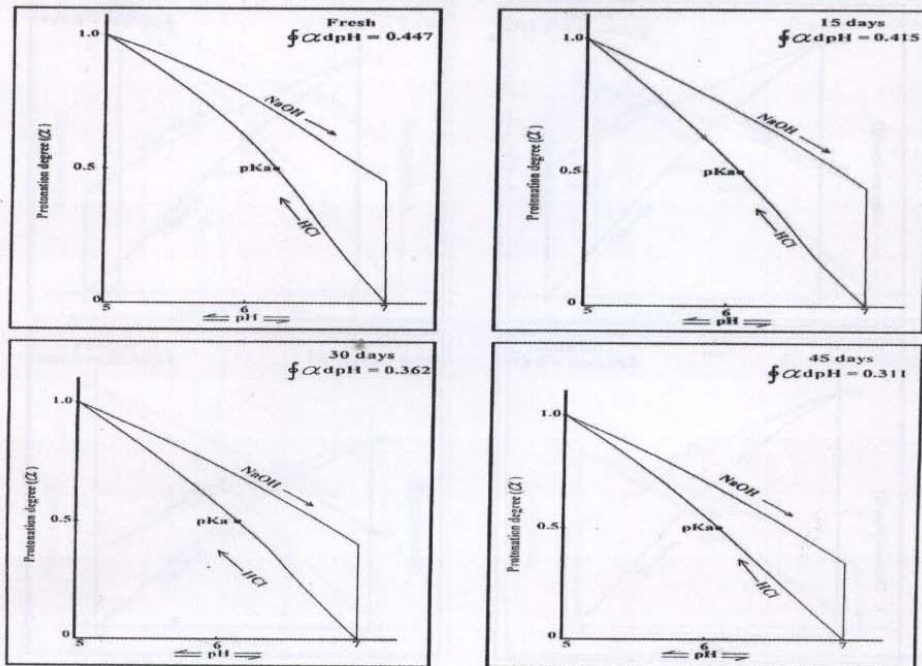 Fresh
∮ αdpH = 0.447
1.0
NaOH
Protonation degree (α)
0.5
pKa
HCl
0
5
6
7
pH
15 days
∮ αdpH = 0.415
1.0
NaOH
Protonation degree (α)
0.5
pKa
HCl
0
5
6
7
pH
30 days
∮ αdpH = 0.362
1.0
NaOH
Protonation degree (α)
0.5
pKa
HCl
0
5
6
7
pH
45 days
∮ αdpH = 0.311
1.0
NaOH
Protonation degree (α)
0.5
pKa
HCl
0
5
6
7
pH